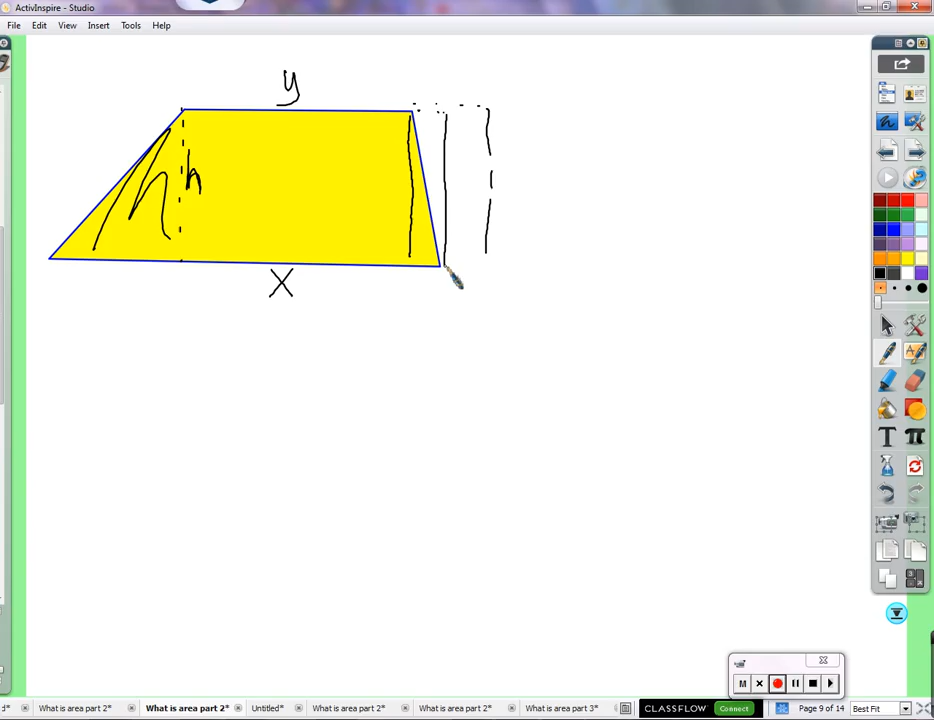 ActivInspire - Studio
File Edit View Insert Tools Help
y
h
x
T π
M
d* What is area part 2* What is area part 2* Untitled* What is area part 2* What is area part 2* What is area part 3* CLASSFLOW Connect Page 9 of 14 Best Fit